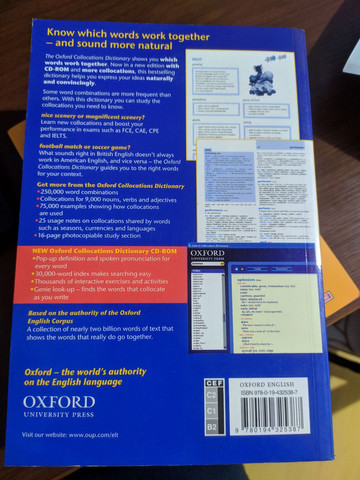 Know which words work together
– and sound more natural
The Oxford Collocations Dictionary shows you which
words work together. Now in a new edition with
CD-ROM and more collocations, this bestselling
dictionary helps you express your ideas naturally
and convincingly.
Some word combinations are more frequent than
others. With this dictionary you can study the
collocations you need to know.
nice scenery or magnificent scenery?
Learn new collocations and boost your
performance in exams such as FCE, CAE, CPE
and IELTS.
football match or soccer game?
What sounds right in British English doesn't always
work in American English, and vice versa – the Oxford
Collocations Dictionary guides you to the right words
for your context.
Get more from the Oxford Collocations Dictionary
• 250,000 word combinations
• Collocations for 9,000 nouns, verbs and adjectives
• 75,000 examples showing how collocations
are used
• 25 usage notes on collocations shared by words
such as seasons, currencies and languages
• 16-page photocopiable study section
NEW Oxford Collocations Dictionary CD-ROM
• Pop-up definition and spoken pronunciation for
every word
• 30,000-word index makes searching easy
• Thousands of interactive exercises and activities
• Genie look-up – finds the words that collocate
as you write
Based on the authority of the Oxford
English Corpus
A collection of nearly two billion words of text that
shows the words that really do go together.
Oxford – the world's authority
on the English language
OXFORD
UNIVERSITY PRESS
Visit our website: www.oup.com/elt
OXFORD
CEF
C2
C1
B2
OXFORD ENGLISH
ISBN 978-0-19-432538-7
9 780194 325387